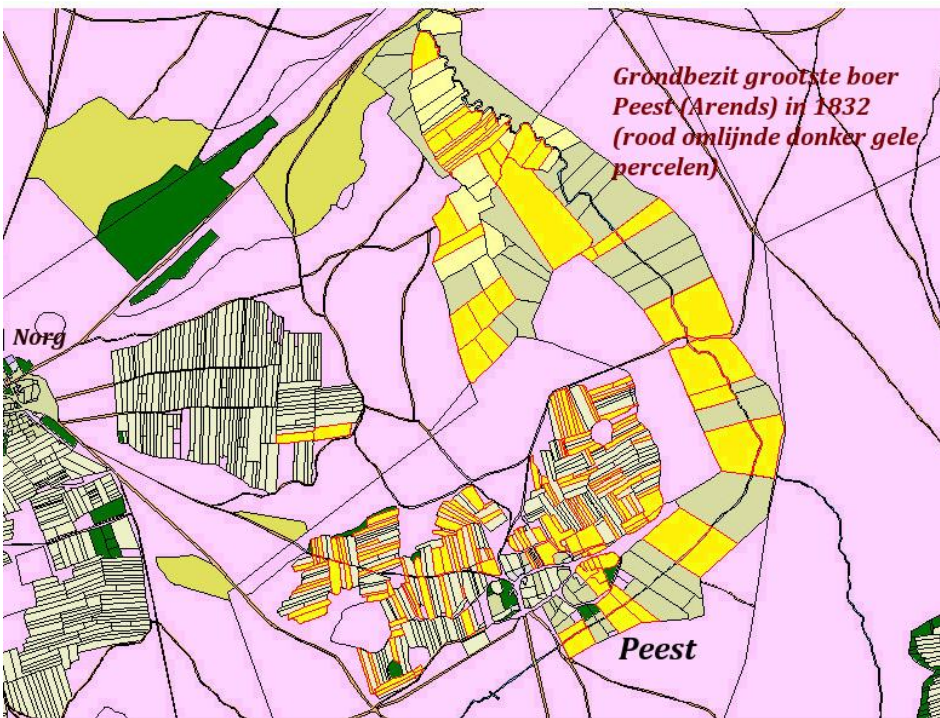 Grondbezit grootste boer
Peest (Arends) in 1832
(rood omlijnde donker gele
percelen)
Norg
Peest